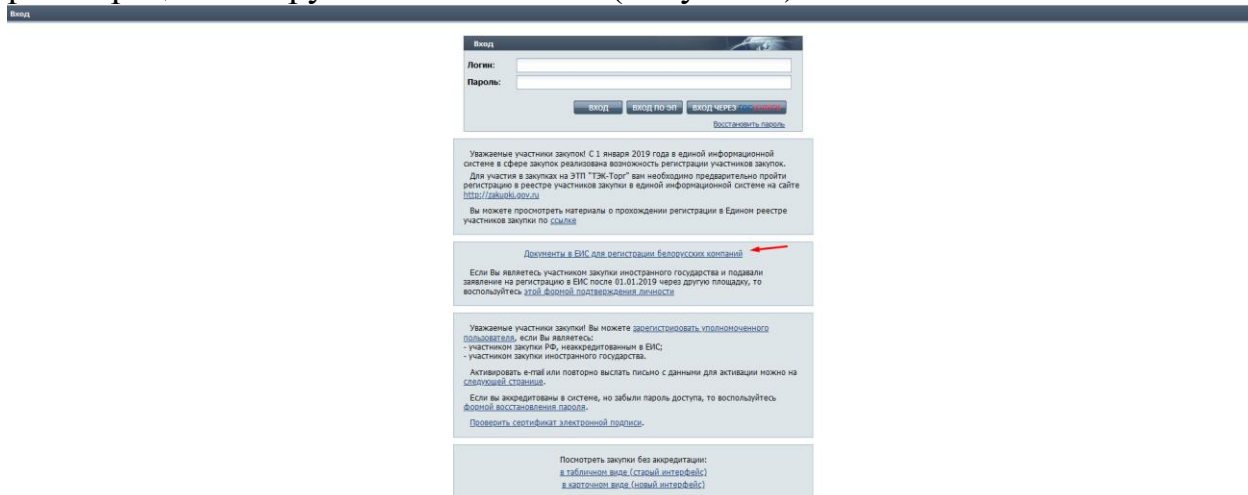 Вход
Вход
Логин:
Пароль:
ВХОД ВХОД ПО ЭП ВХОД ЧЕРЕЗ ГОСУСЛУГИ
Восстановить пароль
Уважаемые участники закупок! С 1 января 2019 года в единой информационной
системе в сфере закупок реализована возможность регистрации участников закупок.
Для участия в закупках на ЭТП "ТЭК-Торг" вам необходимо предварительно пройти
регистрацию в реестре участников закупки в единой информационной системе на сайте
http://zakupki.gov.ru
Вы можете просмотреть материалы о прохождении регистрации в Едином реестре
участников закупки по ссылке
Документы в ЕИС для регистрации белорусских компаний
Если Вы являетесь участником закупки иностранного государства и подавали
заявление на регистрацию в ЕИС после 01.01.2019 через другую площадку, то
воспользуйтесь этой формой подтверждения личности
Уважаемые участники закупки! Вы можете зарегистрировать уполномоченного
пользователя, если Вы являетесь:
- участником закупки РФ, неаккредитованным в ЕИС;
- участником закупки иностранного государства.
Активировать e-mail или повторно выслать письмо с данными для активации можно на
следующей странице.
Если вы аккредитованы в системе, но забыли пароль доступа, то воспользуйтесь
формой восстановления пароля.
Проверить сертификат электронной подписи.
Посмотреть закупки без аккредитации:
в табличном виде (старый интерфейс)
в карточном виде (новый интерфейс)